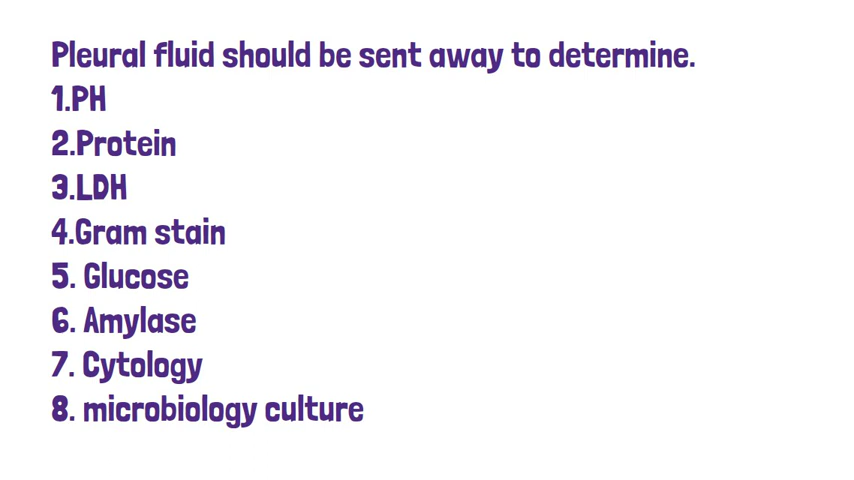 Pleural fluid should be sent away to determine.
1.PH
2.Protein
3.LDH
4.Gram stain
5. Glucose
6. Amylase
7. Cytology
8. microbiology culture